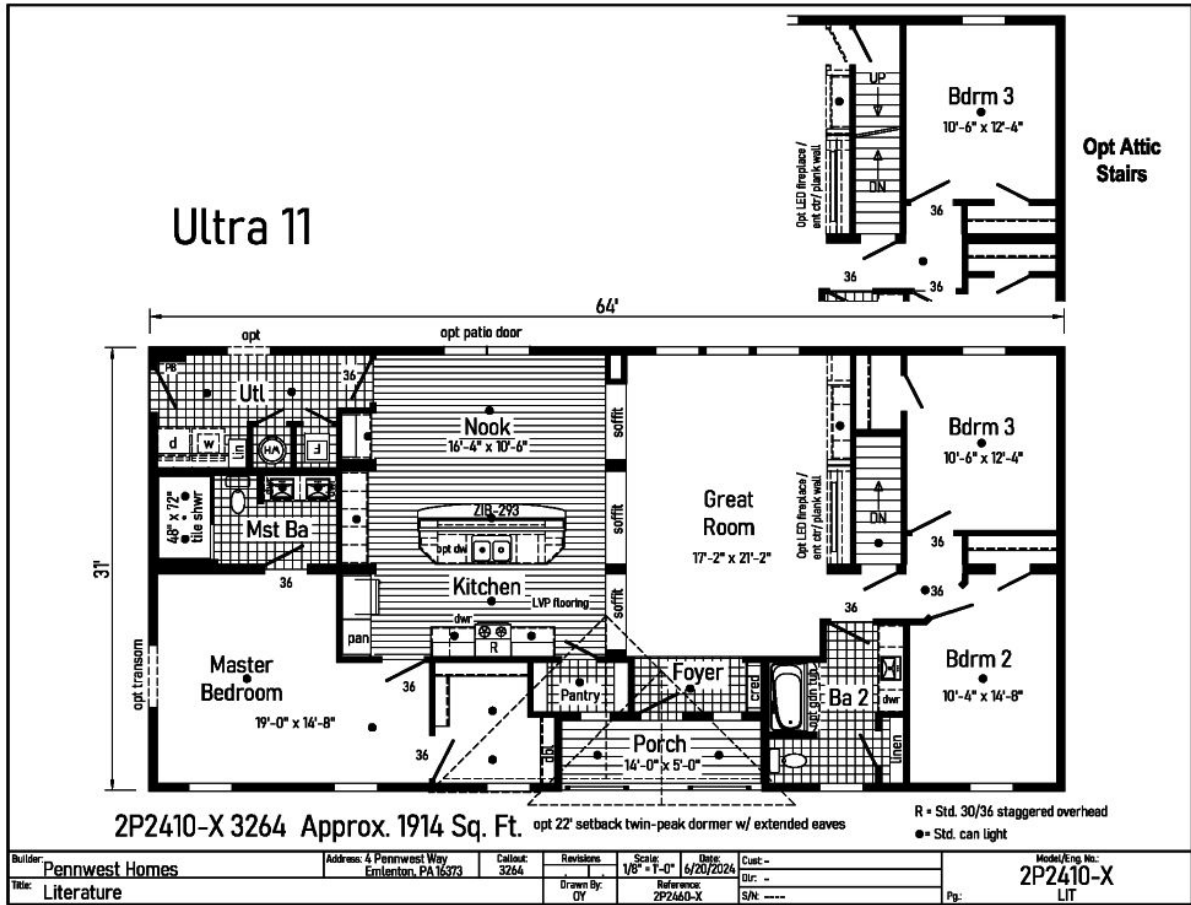 UP
Bdrm 3
10'-6" x 12'-4"
DN
Opt LED fireplace /
ent ctr/ plank wall
36
36
36
Opt Attic
Stairs
Ultra 11
64'
31'
opt
opt patio door
PB
36
Utl
d
w
lin
WH
F
Nook
16'-4" x 10'-6"
soffit
soffit
soffit
Great
Room
17'-2" x 21'-2"
Opt LED fireplace /
ent ctr/ plank wall
Bdrm 3
10'-6" x 12'-4"
DN
36
36
36
48" x 72"
tile shwr
dwr
dwr
Mst Ba
36
ZIB-293
opt dw
Kitchen
LVP flooring
pan
dwr
R
opt transom
Master
Bedroom
19'-0" x 14'-8"
36
36
Pantry
Foyer
cred
dbl
Porch
14'-0" x 5'-0"
opt gdn tub
Ba 2
dwr
linen
Bdrm 2
10'-4" x 14'-8"
2P2410-X 3264 Approx. 1914 Sq. Ft.
opt 22' setback twin-peak dormer w/ extended eaves
R = Std. 30/36 staggered overhead
●= Std. can light
Builder: Pennwest Homes
Address: 4 Pennwest Way
Emlenton, PA 16373
Callout: 3264
Revisions
Scale: 1/8" = 1'-0"
Date: 6/20/2024
Cust: -
Dlr: -
S/N: ----
Model/Eng. No.:
2P2410-X
Title: Literature
Drawn By: OY
Reference: 2P2460-X
Pg.: LIT